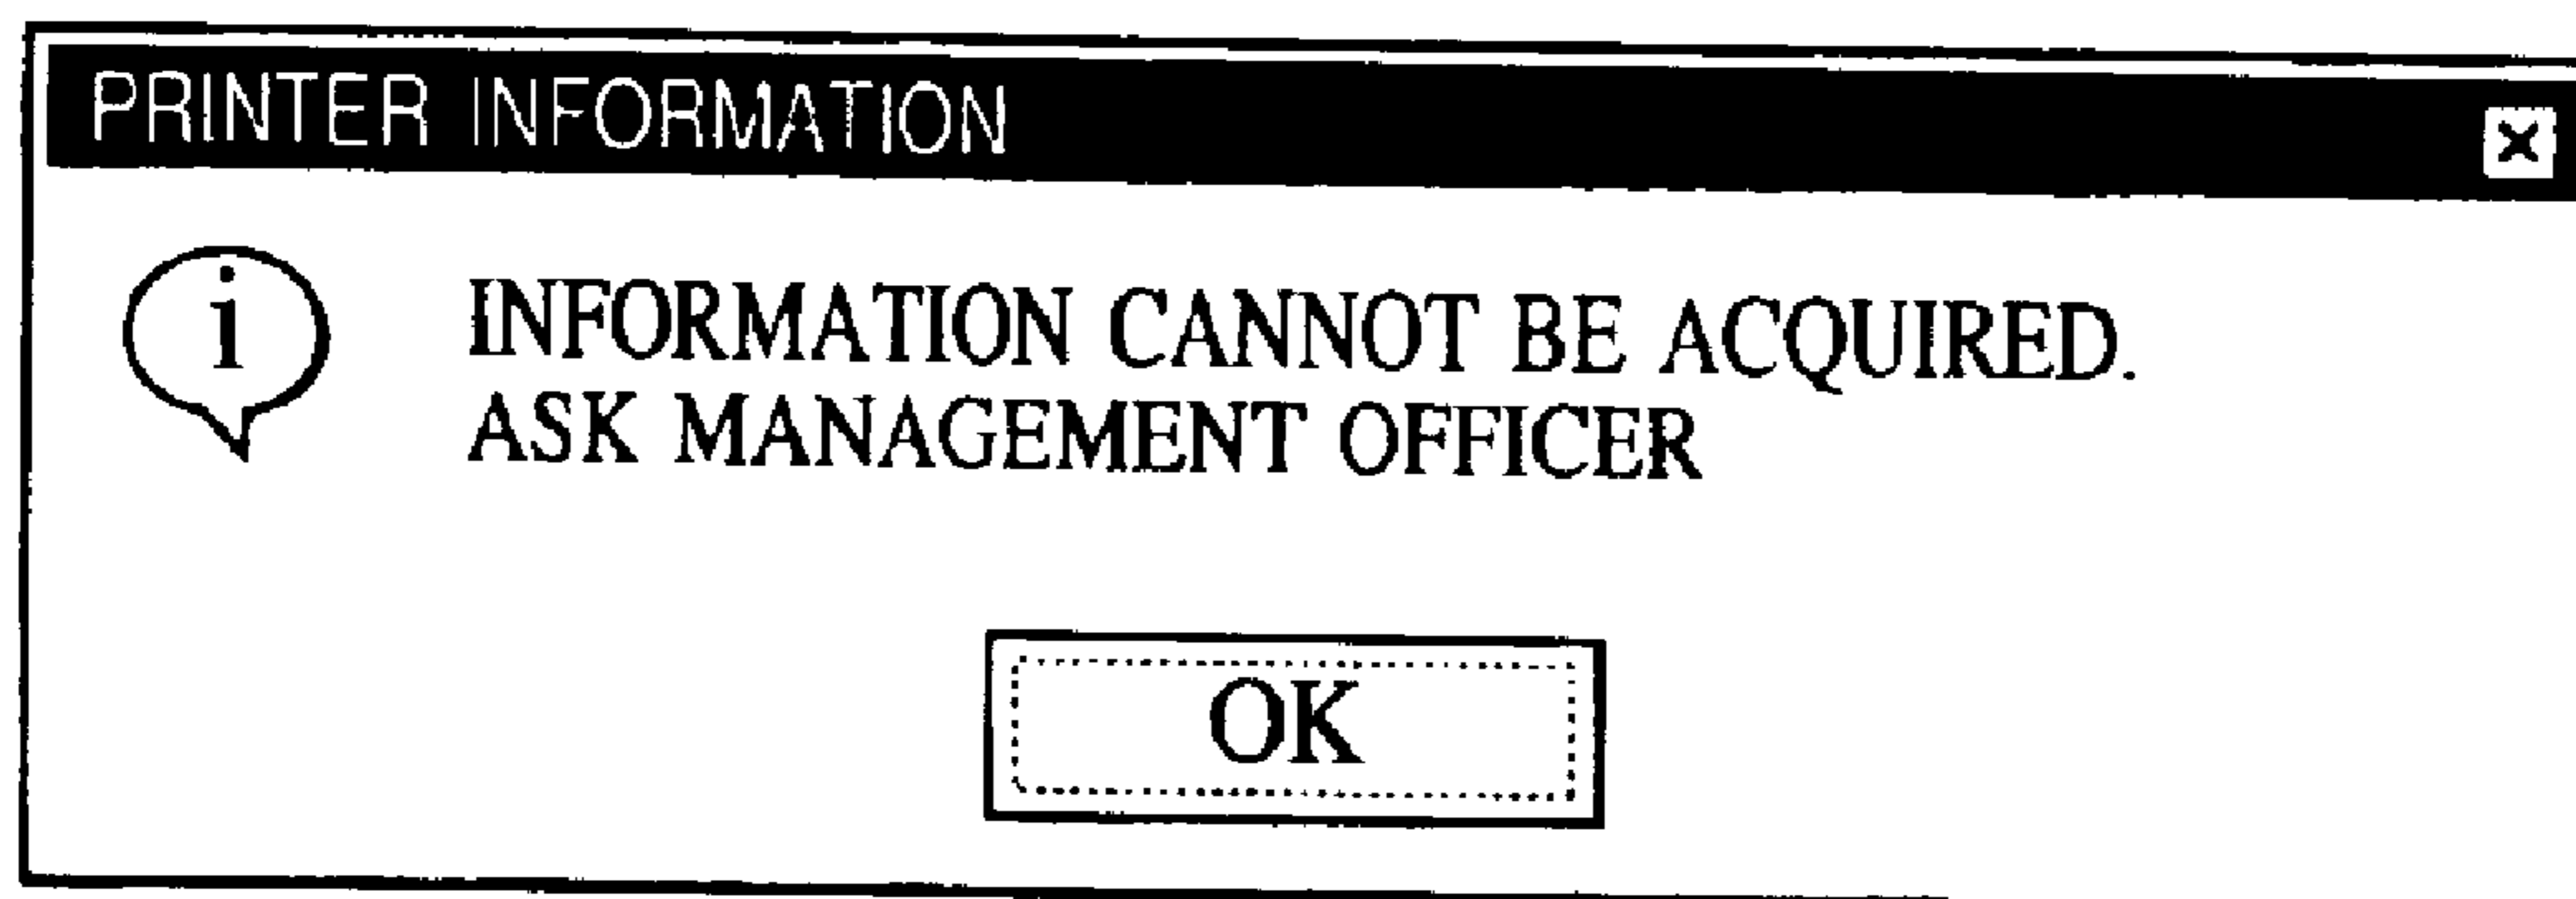 PRINTER INFORMATION
i
INFORMATION CANNOT BE ACQUIRED.
ASK MANAGEMENT OFFICER
OK